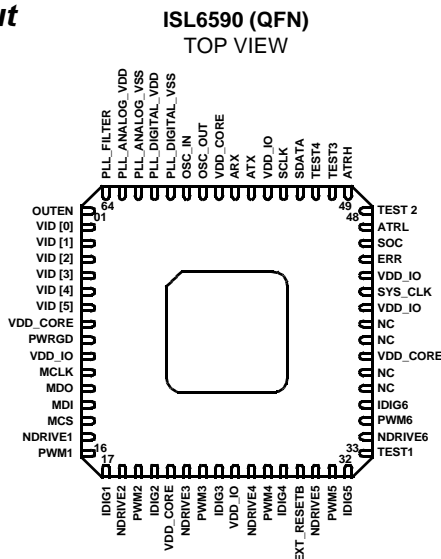 ut
ISL6590 (QFN)
TOP VIEW
PLL_FILTER
PLL_ANALOG_VDD
PLL_ANALOG_VSS
PLL_DIGITAL_VDD
PLL_DIGITAL_VSS
OSC_IN
OSC_OUT
VDD_CORE
ARX
ATX
VDD_IO
SCLK
SDATA
TEST4
TEST3
ATRH
64
49
OUTEN
01
48
TEST 2
VID [0]
ATRL
VID [1]
SOC
VID [2]
ERR
VID [3]
VDD_IO
VID [4]
SYS_CLK
VID [5]
VDD_IO
VDD_CORE
NC
PWRGD
NC
VDD_IO
VDD_CORE
MCLK
NC
MDO
NC
MDI
IDIG6
MCS
PWM6
NDRIVE1
NDRIVE6
PWM1
16
33
TEST1
17
32
IDIG1
NDRIVE2
PWM2
IDIG2
VDD_CORE
NDRIVE3
PWM3
IDIG3
VDD_IO
NDRIVE4
PWM4
IDIG4
EXT_RESETB
NDRIVE5
PWM5
IDIG5